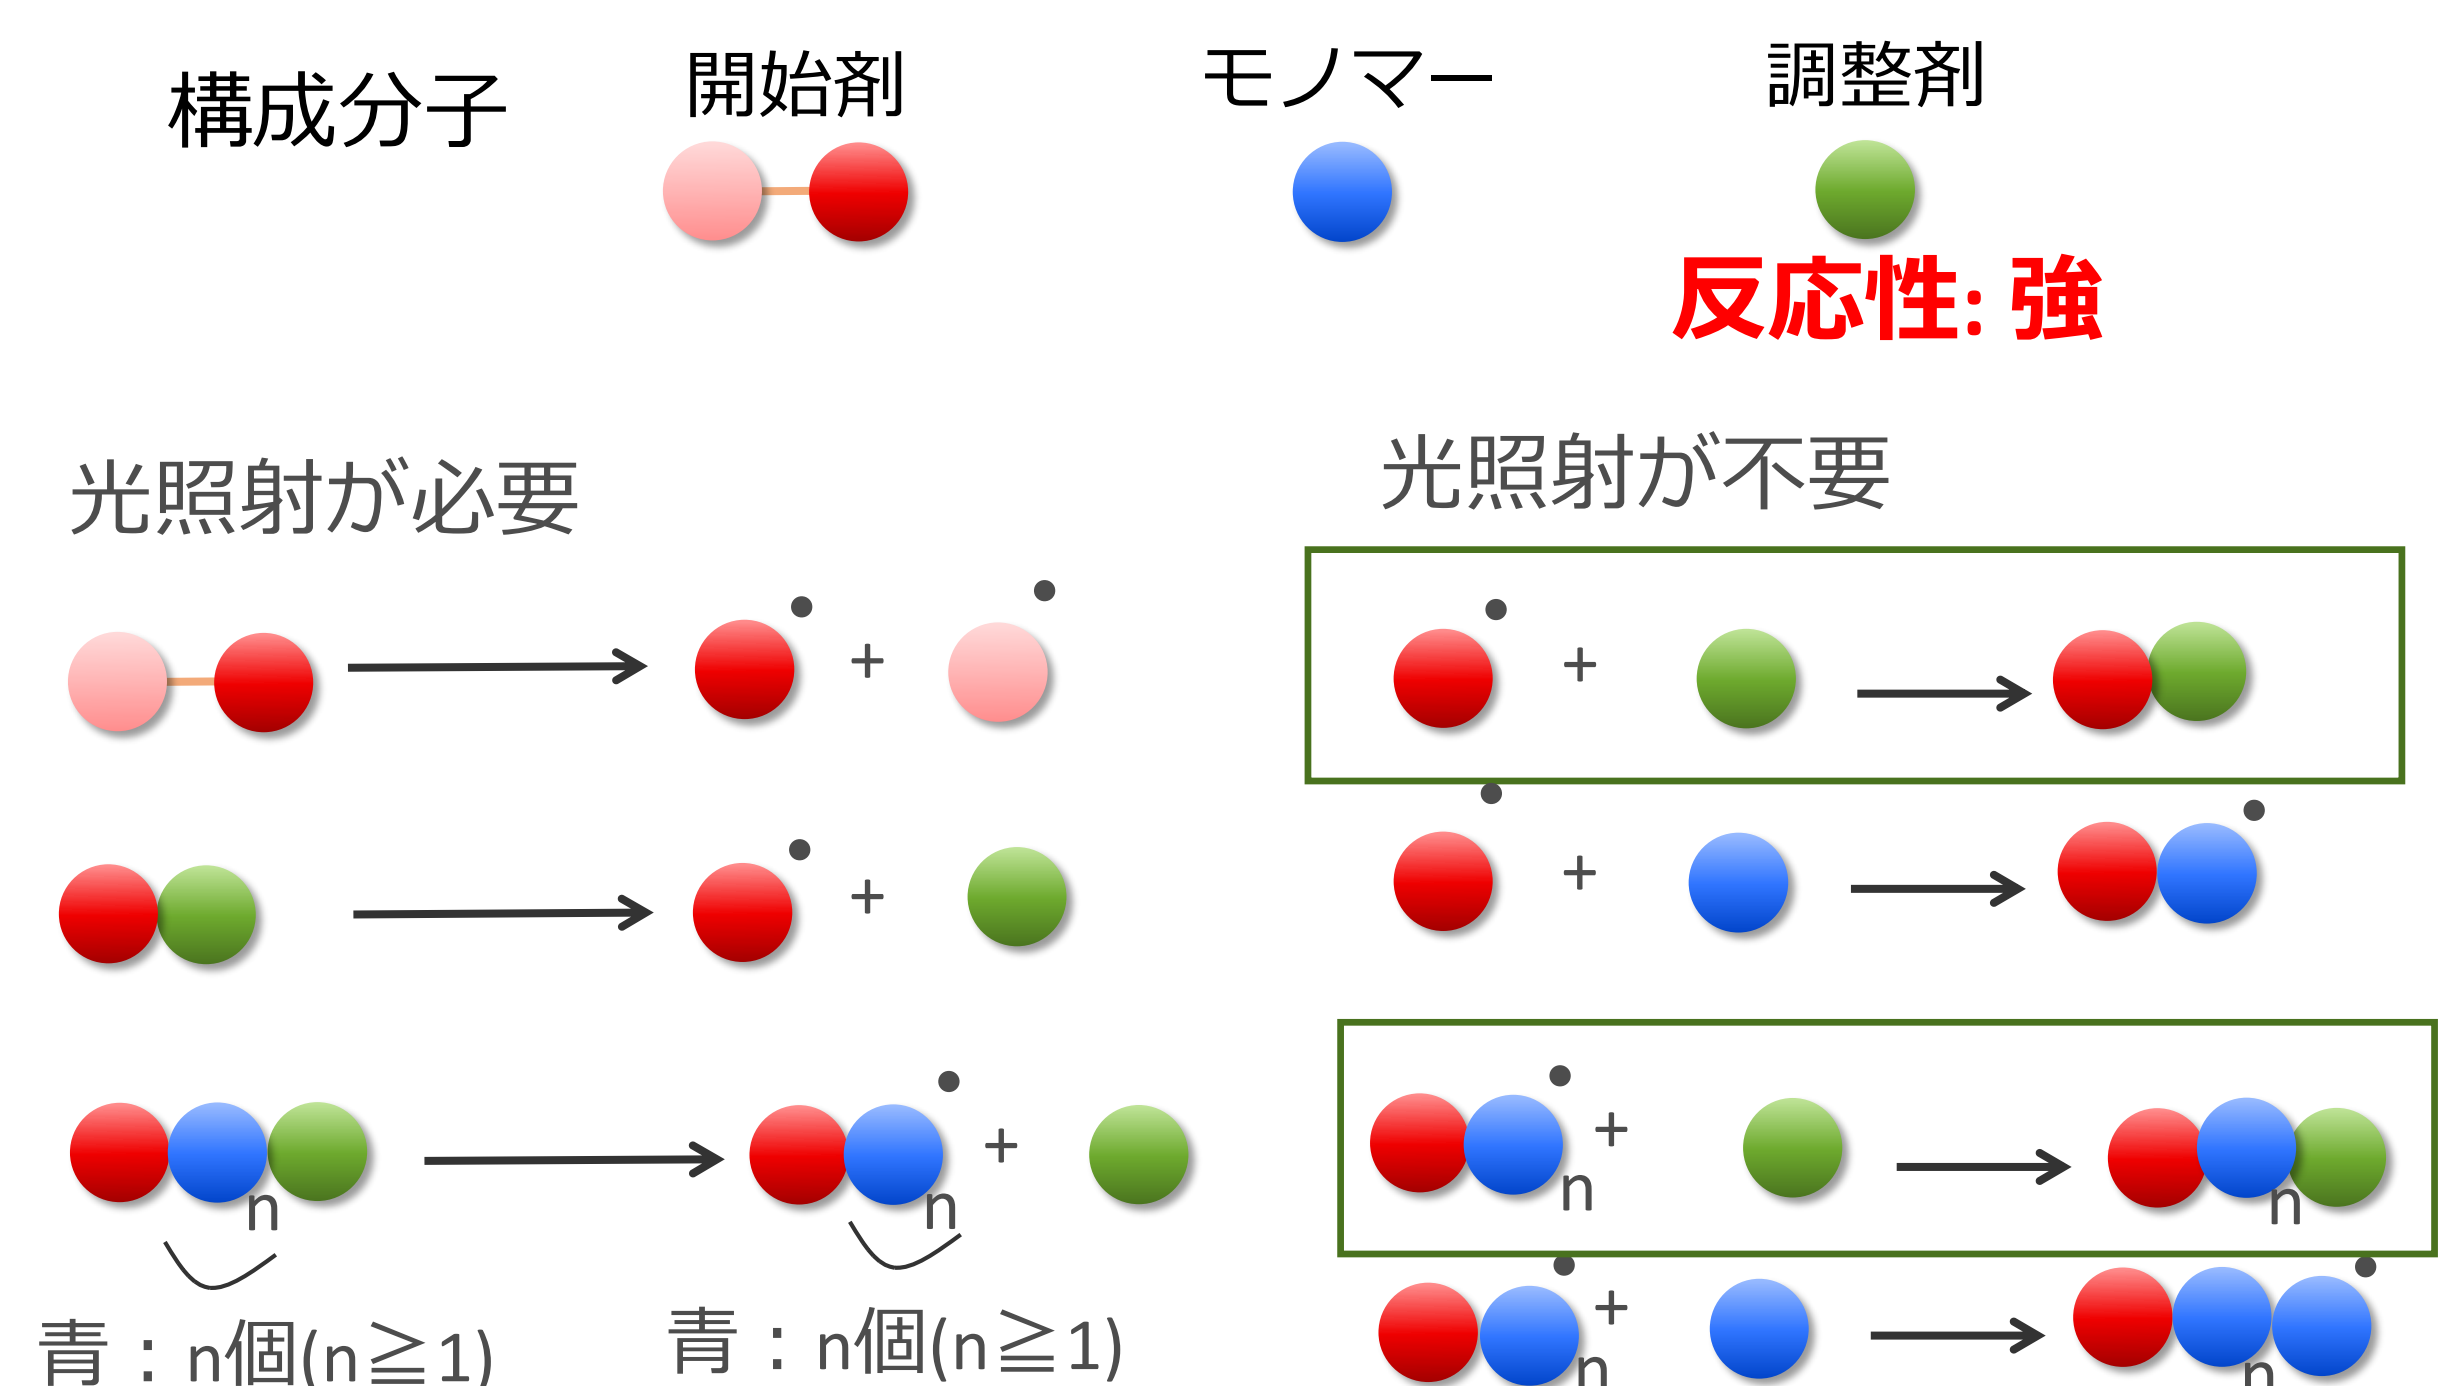 構成分子
開始剤
モノマー
調整剤
反応性: 強
光照射が必要
光照射が不要
+
+
+
+
+
n
n
+
n
+
n
青：n個(n≧1)
青：n個(n≧1)
+
n
n